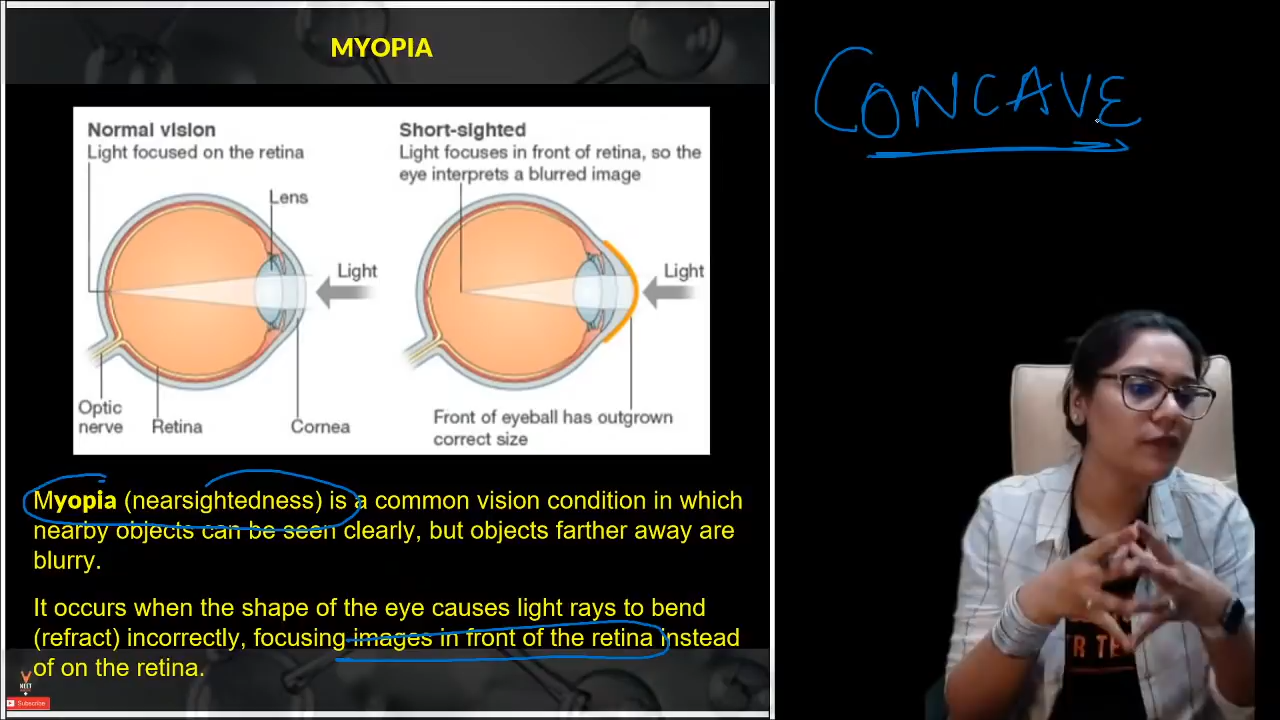 MYOPIA
CONCAVE
Normal vision
Light focused on the retina
Short-sighted
Light focuses in front of retina, so the
eye interprets a blurred image
Lens
Light
Light
Optic
nerve
Retina
Cornea
Front of eyeball has outgrown
correct size
Myopia (nearsightedness) is a common vision condition in which
nearby objects can be seen clearly, but objects farther away are
blurry.
It occurs when the shape of the eye causes light rays to bend
(refract) incorrectly, focusing images in front of the retina instead
of on the retina.
NEET
Subscribe